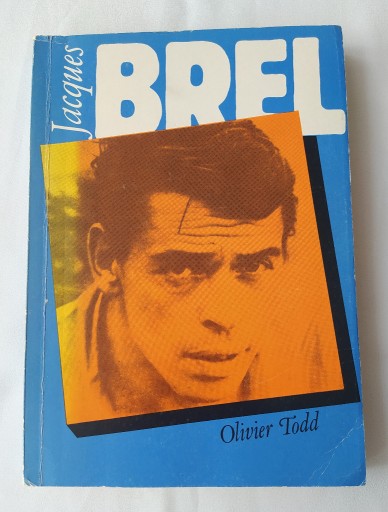 Jacques
BREL
Olivier Todd